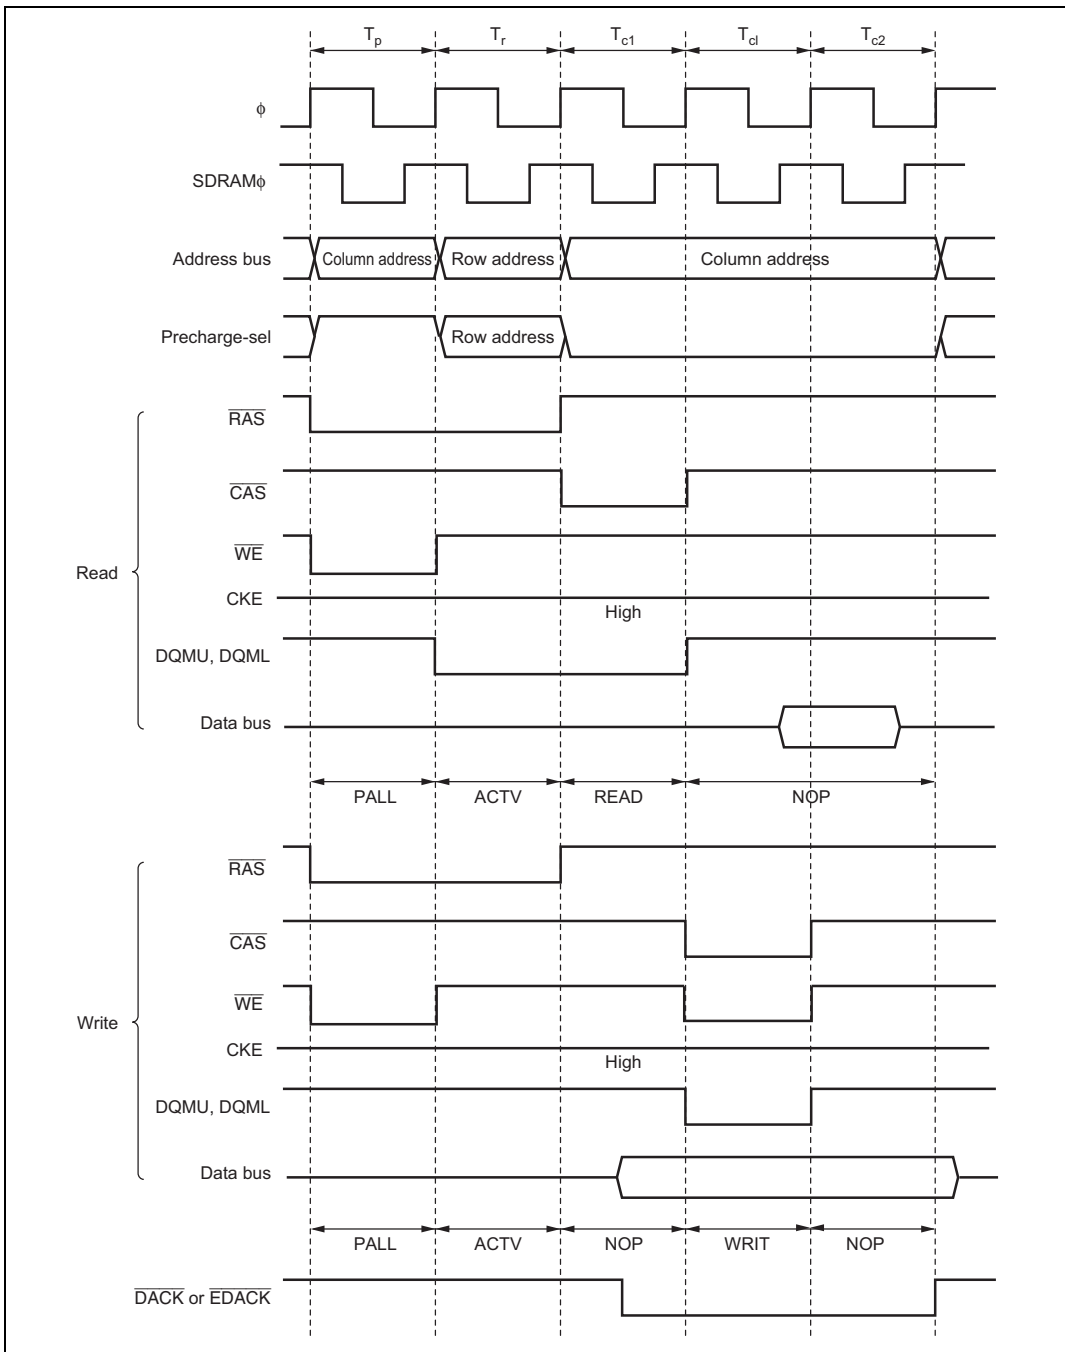 Tp Tr Tc1 Tcl Tc2
ϕ
SDRAMϕ
Address bus Column address Row address Column address
Precharge-sel Row address
RAS
CAS
WE
Read
CKE
High
DQMU, DQML
Data bus
PALL ACTV READ NOP
RAS
CAS
WE
Write
CKE
High
DQMU, DQML
Data bus
PALL ACTV NOP WRIT NOP
DACK or EDACK